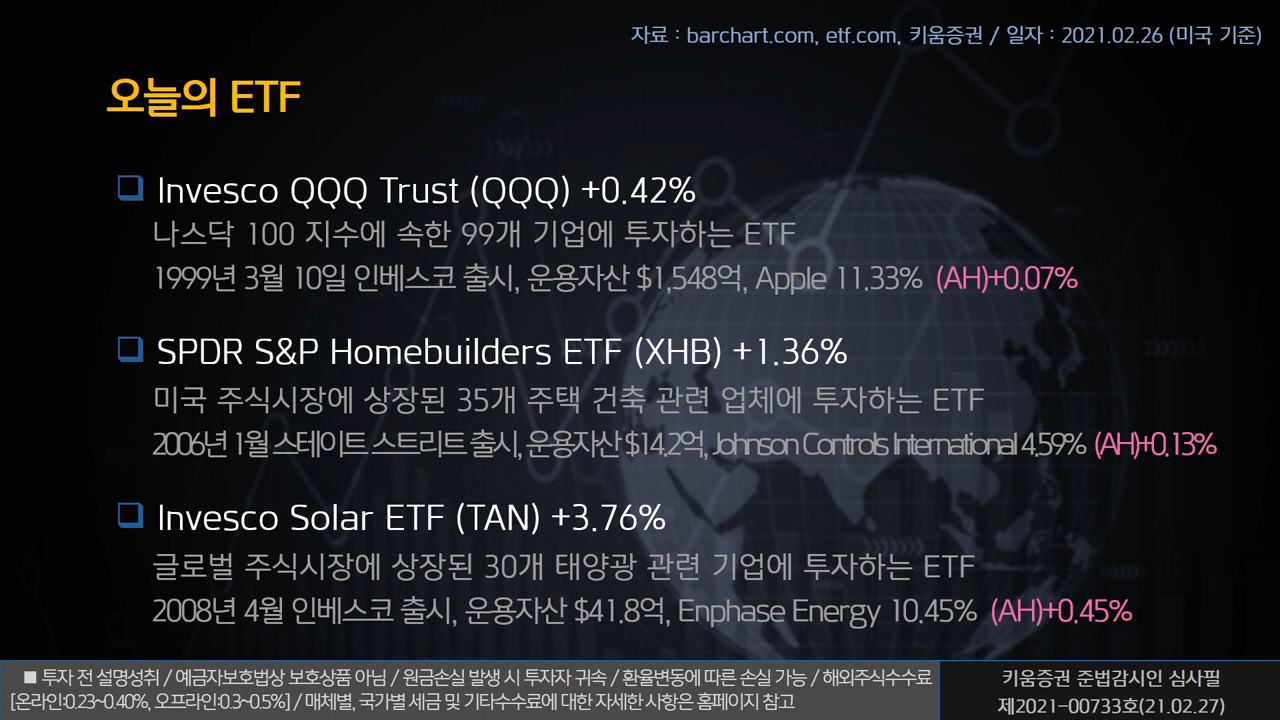 자료 : barchart.com, etf.com, 키움증권 / 일자 : 2021.02.26 (미국 기준)
오늘의 ETF
Invesco QQQ Trust (QQQ) +0.42%
나스닥 100 지수에 속한 99개 기업에 투자하는 ETF
1999년 3월 10일 인베스코 출시, 운용자산 $1,548억, Apple 11.33% (AH)+0.07%
SPDR S&P Homebuilders ETF (XHB) +1.36%
미국 주식시장에 상장된 35개 주택 건축 관련 업체에 투자하는 ETF
2006년 1월 스테이트 스트리트 출시, 운용자산 $14.2억, Johnson Controls International 4.59% (AH)+0.13%
Invesco Solar ETF (TAN) +3.76%
글로벌 주식시장에 상장된 30개 태양광 관련 기업에 투자하는 ETF
2008년 4월 인베스코 출시, 운용자산 $41.8억, Enphase Energy 10.45% (AH)+0.45%
■ 투자 전 설명성취 / 예금자보호법상 보호상품 아님 / 원금손실 발생 시 투자자 귀속 / 환율변동에 따른 손실 가능 / 해외주식수수료
[온라인:0.23~0.40%, 오프라인:0.3~0.5%] / 매체별, 국가별 세금 및 기타수수료에 대한 자세한 사항은 홈페이지 참고
키움증권 준법감시인 심사필
제2021-00733호(21.02.27)